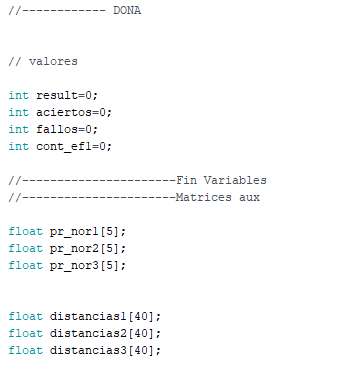 //------------ DONA
// valores
int result=0;
int aciertos=0;
int fallos=0;
int cont_ef1=0;
//----------------------Fin Variables
//----------------------Matrices aux
float pr_nor1[5];
float pr_nor2[5];
float pr_nor3[5];
float distancias1[40];
float distancias2[40];
float distancias3[40];